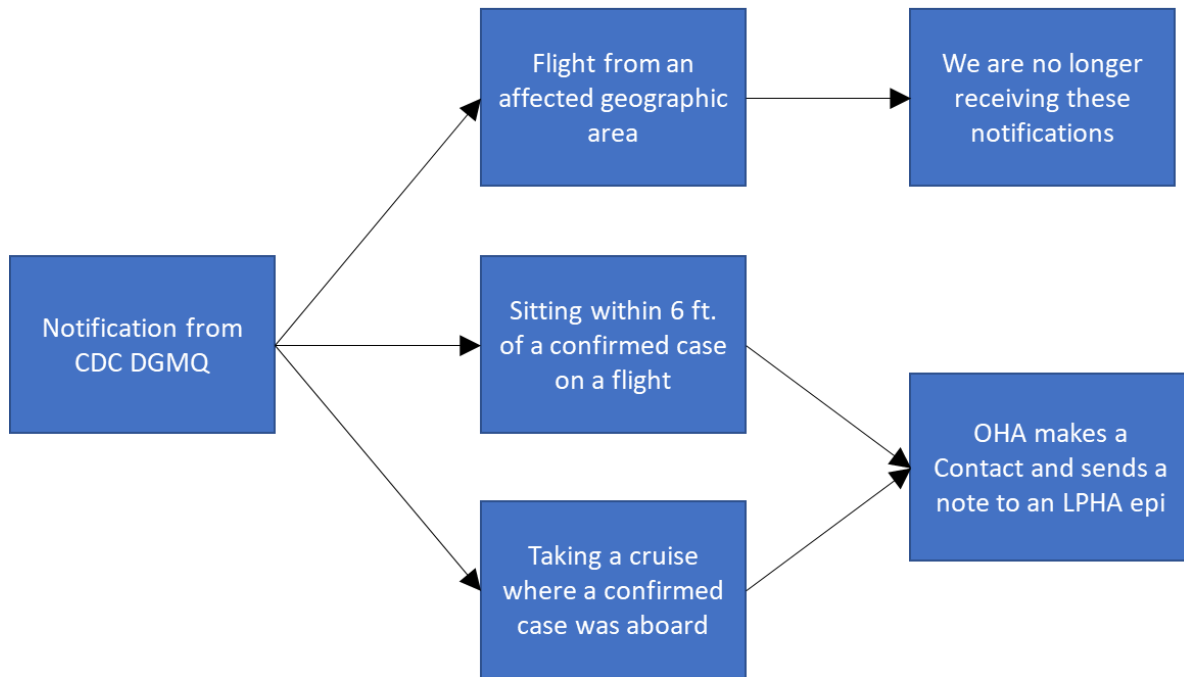 Flight from an
affected geographic
area
We are no longer
receiving these
notifications
Notification from
CDC DGMQ
Sitting within 6 ft.
of a confirmed case
on a flight
OHA makes a
Contact and sends a
note to an LPHA epi
Taking a cruise
where a confirmed
case was aboard